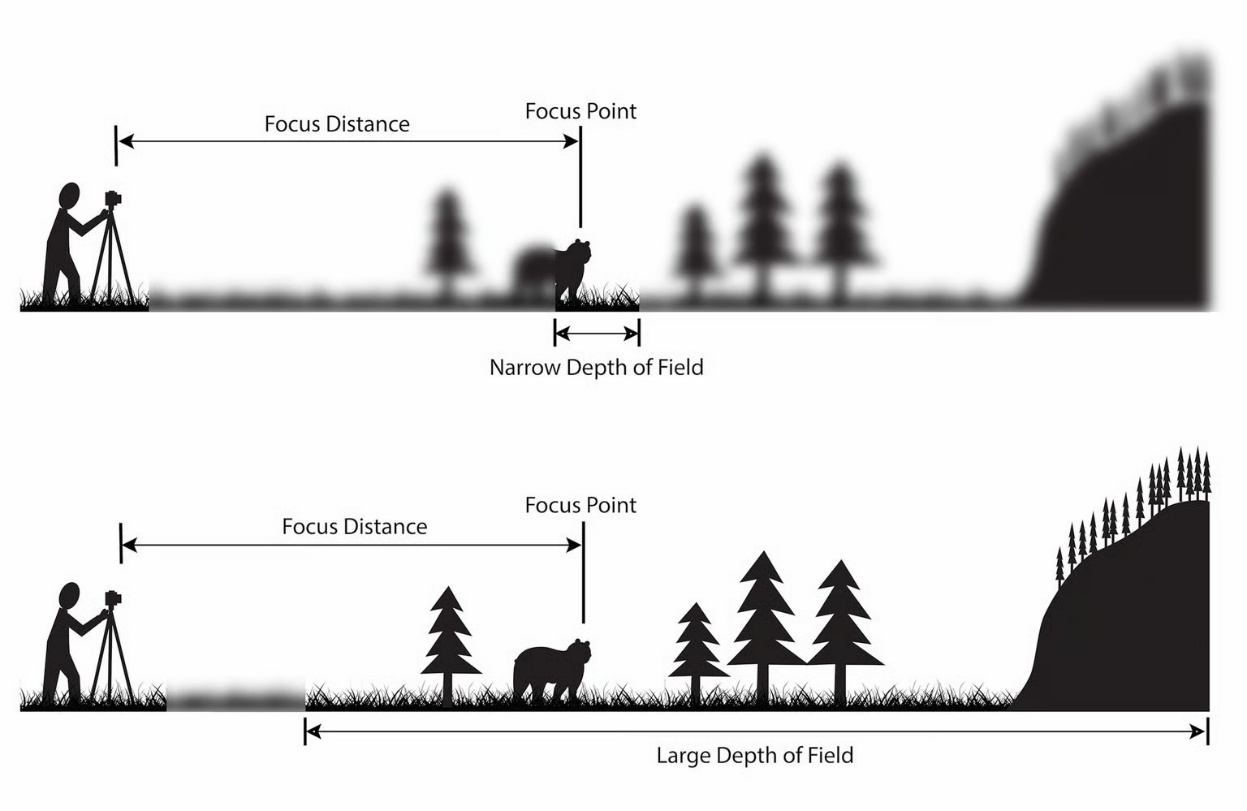 Focus Point
Focus Distance
Narrow Depth of Field
Focus Point
Focus Distance
Large Depth of Field